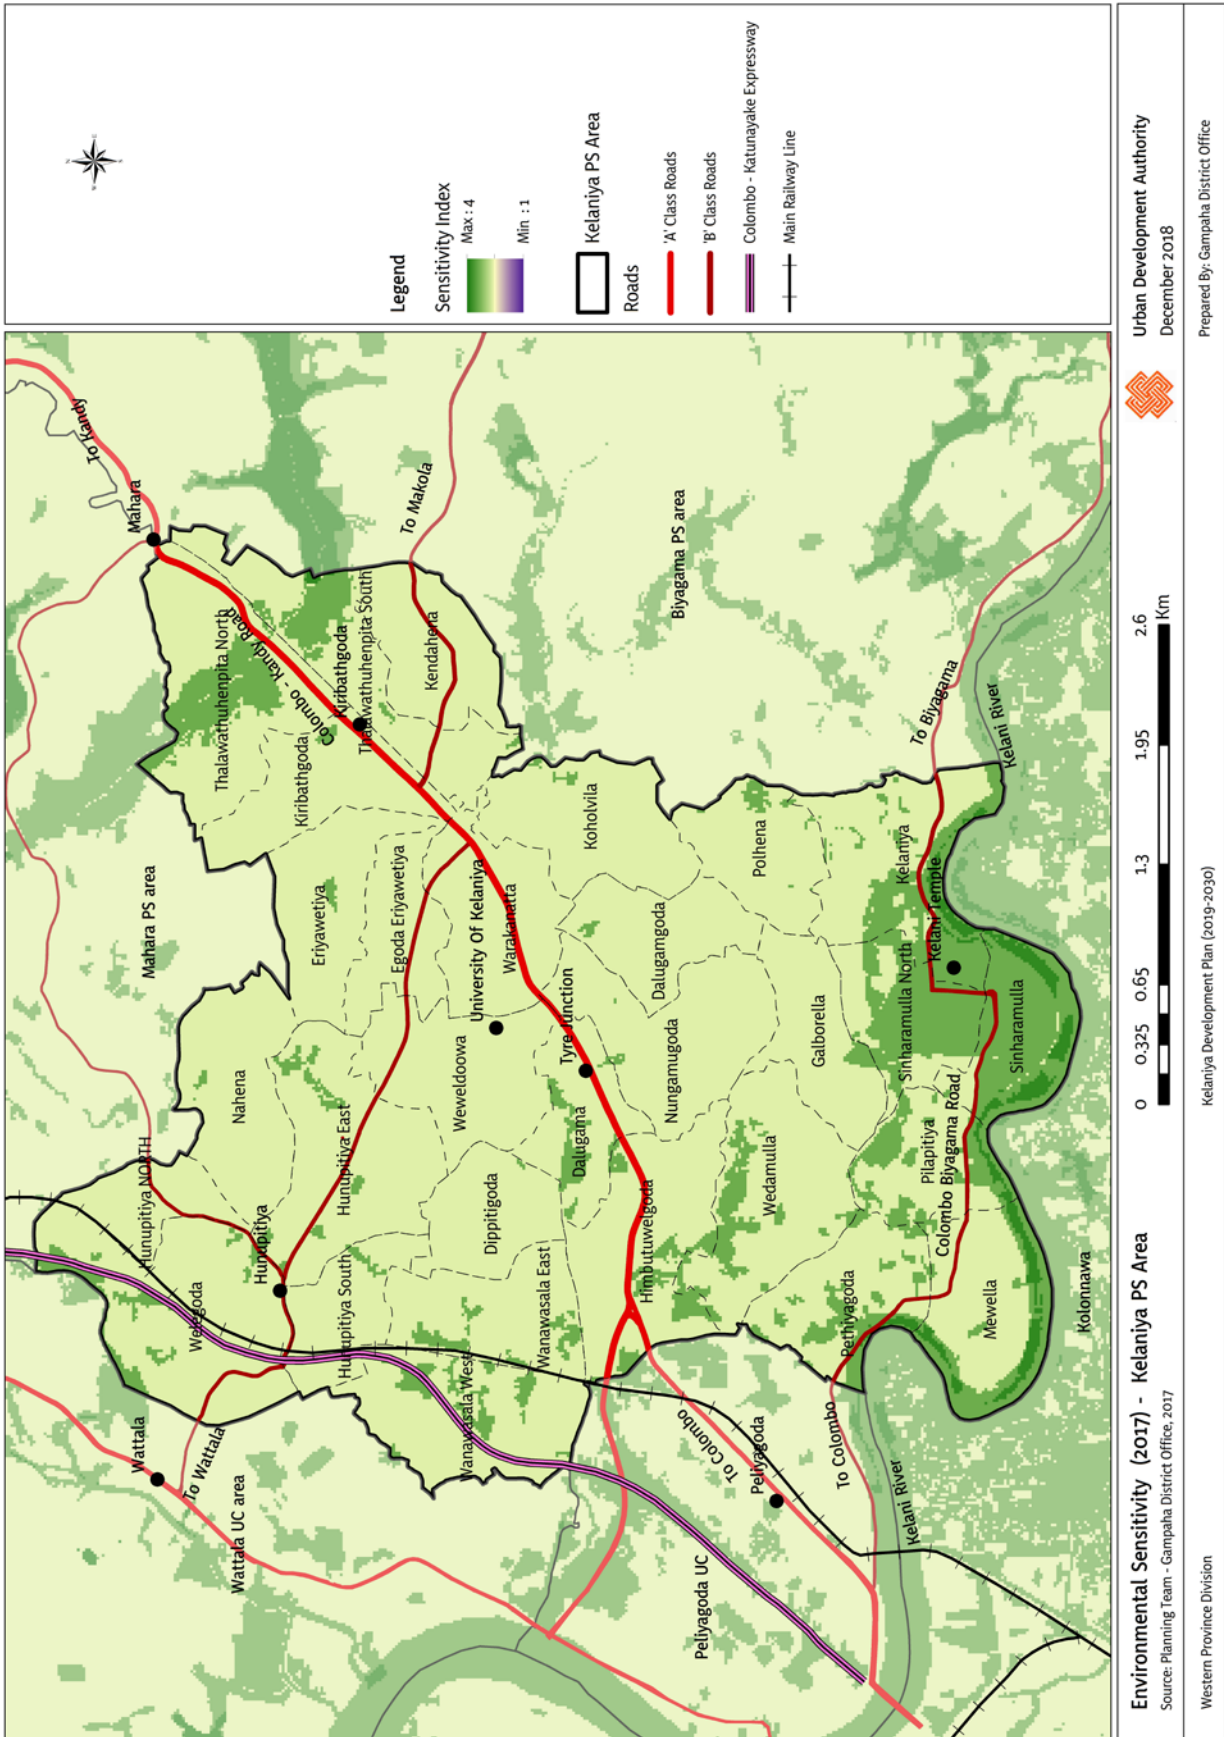 Legend
Sensitivity Index
Max : 4
Min : 1
Kelaniya PS Area
Roads
'A' Class Roads
'B' Class Roads
Colombo - Katunayake Expressway
Main Railway Line
To Kandy
Mahara
To Makola
Thalawathuhenpita North
Colombo - Kandy Road
Kiribathgoda
Thalawathuhenpita South
Kendahena
Kiribathgoda
Biyagama PS area
To Biyagama
Kelani River
Mahara PS area
Eriyawetiya
Egoda Eriyawetiya
University Of Kelaniya
Warakanatta
Koholvila
Polhena
Kelaniya
Kelani Temple
Dalugamgoda
Sinharamulla North
Sinharamulla
Nahena
Weweldoowa
Tyre Junction
Nungamugoda
Galborella
Hunupitiya NORTH
Hunupitiya East
Dalugama
Wedamulla
Pilapitiya
Colombo Biyagama Road
Hunupitiya
Dippitigoda
Himbutuwelgoda
Welegoda
Hunupitiya South
Wanawasala East
Pethiyagoda
Mewella
Kolonnawa
Wanawasala West
Wattala
To Wattala
Wattala UC area
To Colombo
Peliyagoda
To Colombo
Kelani River
Peliyagoda UC
0 0.325 0.65 1.3 1.95 2.6
Km
Environmental Sensitivity (2017) - Kelaniya PS Area
Source: Planning Team - Gampaha District Office, 2017
Urban Development Authority
December 2018
Western Province Division
Kelaniya Development Plan (2019-2030)
Prepared By: Gampaha District Office